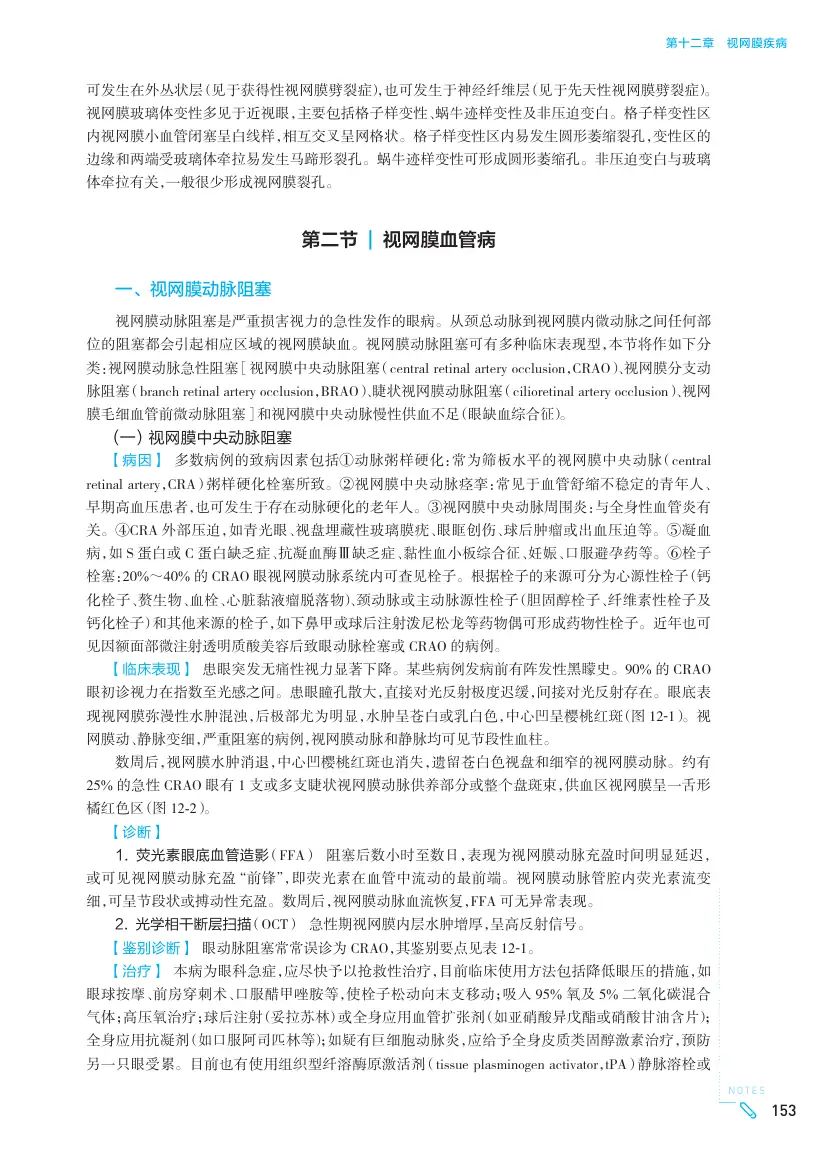 第十二章 视网膜疾病
可发生在外丛状层（见于获得性视网膜劈裂症），也可发生于神经纤维层（见于先天性视网膜劈裂症）。
视网膜玻璃体变性多见于近视眼，主要包括格子样变性、蜗牛迹样变性及非压迫变白。格子样变性区
内视网膜小血管闭塞呈白线样，相互交叉呈网格状。格子样变性区内易发生圆形萎缩裂孔，变性区的
边缘和两端受玻璃体牵拉易发生马蹄形裂孔。蜗牛迹样变性可形成圆形萎缩孔。非压迫变白与玻璃
体牵拉有关，一般很少形成视网膜裂孔。
第二节 | 视网膜血管病
一、视网膜动脉阻塞
视网膜动脉阻塞是严重损害视力的急性发作的眼病。从颈总动脉到视网膜内微动脉之间任何部
位的阻塞都会引起相应区域的视网膜缺血。视网膜动脉阻塞可有多种临床表现型，本节将作如下分
类：视网膜动脉急性阻塞［视网膜中央动脉阻塞（central retinal artery occlusion，CRAO）、视网膜分支动
脉阻塞（branch retinal artery occlusion，BRAO）、睫状视网膜动脉阻塞（cilioretinal artery occlusion）、视网
膜毛细血管前微动脉阻塞］和视网膜中央动脉慢性供血不足（眼缺血综合征）。
（一）视网膜中央动脉阻塞
【病因】 多数病例的致病因素包括①动脉粥样硬化：常为筛板水平的视网膜中央动脉（central
retinal artery，CRA）粥样硬化栓塞所致。②视网膜中央动脉痉挛：常见于血管舒缩不稳定的青年人、
早期高血压患者，也可发生于存在动脉硬化的老年人。③视网膜中央动脉周围炎：与全身性血管炎有
关。④CRA 外部压迫，如青光眼、视盘埋藏性玻璃膜疣、眼眶创伤、球后肿瘤或出血压迫等。⑤凝血
病，如 S 蛋白或 C 蛋白缺乏症、抗凝血酶Ⅲ缺乏症、黏性血小板综合征、妊娠、口服避孕药等。⑥栓子
栓塞：20%～40% 的 CRAO 眼视网膜动脉系统内可查见栓子。根据栓子的来源可分为心源性栓子（钙
化栓子、赘生物、血栓、心脏黏液瘤脱落物）、颈动脉或主动脉源性栓子（胆固醇栓子、纤维素性栓子及
钙化栓子）和其他来源的栓子，如下鼻甲或球后注射泼尼松龙等药物偶可形成药物性栓子。近年也可
见因额面部微注射透明质酸美容后致眼动脉栓塞或 CRAO 的病例。
【临床表现】 患眼突发无痛性视力显著下降。某些病例发病前有阵发性黑矇史。90% 的 CRAO
眼初诊视力在指数至光感之间。患眼瞳孔散大，直接对光反射极度迟缓，间接对光反射存在。眼底表
现视网膜弥漫性水肿混浊，后极部尤为明显，水肿呈苍白或乳白色，中心凹呈樱桃红斑（图 12-1）。视
网膜动、静脉变细，严重阻塞的病例，视网膜动脉和静脉均可见节段性血柱。
数周后，视网膜水肿消退，中心凹樱桃红斑也消失，遗留苍白色视盘和细窄的视网膜动脉。约有
25% 的急性 CRAO 眼有 1 支或多支睫状视网膜动脉供养部分或整个盘斑束，供血区视网膜呈一舌形
橘红色区（图 12-2）。
【诊断】
1. 荧光素眼底血管造影（FFA） 阻塞后数小时至数日，表现为视网膜动脉充盈时间明显延迟，
或可见视网膜动脉充盈“前锋”，即荧光素在血管中流动的最前端。视网膜动脉管腔内荧光素流变
细，可呈节段状或搏动性充盈。数周后，视网膜动脉血流恢复，FFA 可无异常表现。
2. 光学相干断层扫描（OCT） 急性期视网膜内层水肿增厚，呈高反射信号。
【鉴别诊断】 眼动脉阻塞常常误诊为 CRAO，其鉴别要点见表 12-1。
【治疗】 本病为眼科急症，应尽快予以抢救性治疗，目前临床使用方法包括降低眼压的措施，如
眼球按摩、前房穿刺术、口服醋甲唑胺等，使栓子松动向末支移动；吸入 95% 氧及 5% 二氧化碳混合
气体；高压氧治疗；球后注射（妥拉苏林）或全身应用血管扩张剂（如亚硝酸异戊酯或硝酸甘油含片）；
全身应用抗凝剂（如口服阿司匹林等）；如疑有巨细胞动脉炎，应给予全身皮质类固醇激素治疗，预防
另一只眼受累。目前也有使用组织型纤溶酶原激活剂（tissue plasminogen activator，tPA）静脉溶栓或
NOTES
153